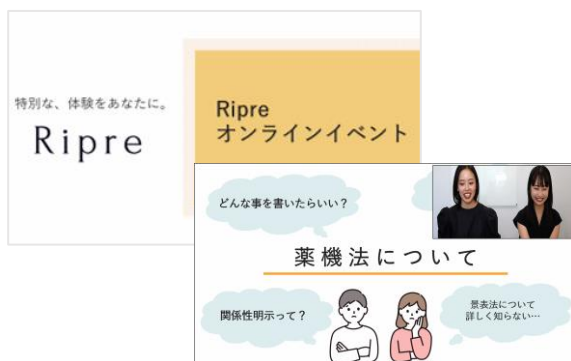 特別な、体験をあなたに。
Ripre
Ripre
オンラインイベント
どんな事を書いたらいい？
薬機法について
関係性明示って？
景表法について
詳しく知らない…